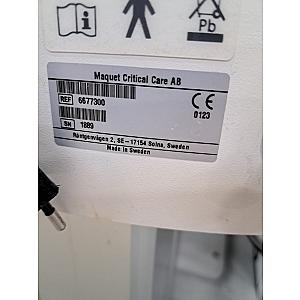 Pb
Maquet Critical Care AB
REF 6677300
CE
0123
SN 1889
Röntgenvägen 2, SE-17154 Solna, Sweden
Made in Sweden